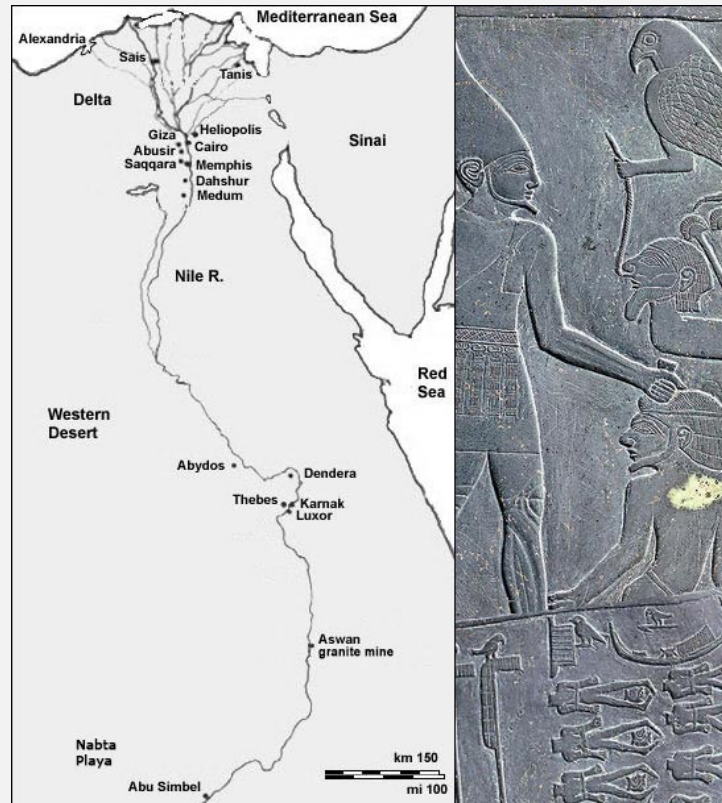 Mediterranean Sea
Alexandria
Sais
Tanis
Delta
Sinai
Giza
Heliopolis
Abusir
Cairo
Saqqara
Memphis
Dahshur
Medum
Nile R.
Red
Sea
Western
Desert
Abydos
Dendera
Thebes
Karnak
Luxor
Aswan
granite mine
Nabta
Playa
km 150
Abu Simbel
mi 100